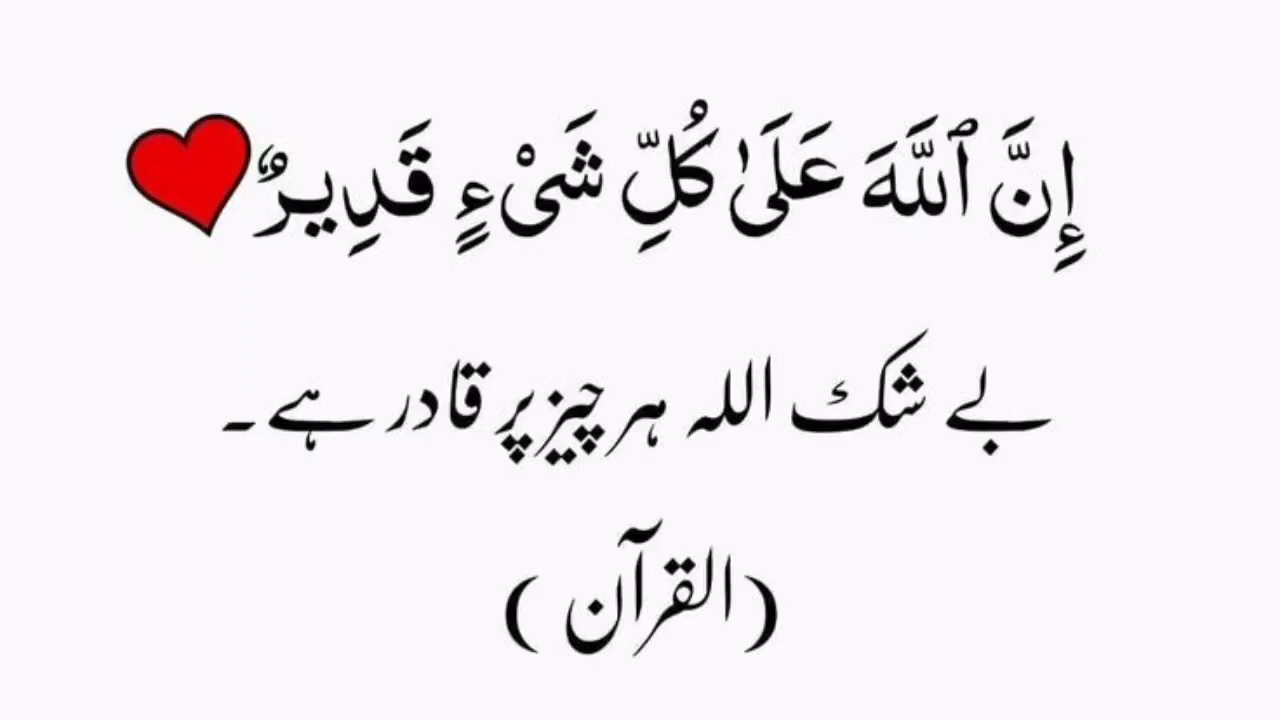 إِنَّ ٱللَّهَ عَلَىٰ كُلِّ شَىْءٍ قَدِيرٌ
بے شک اللہ ہر چیز پر قادر ہے۔
(القرآن)